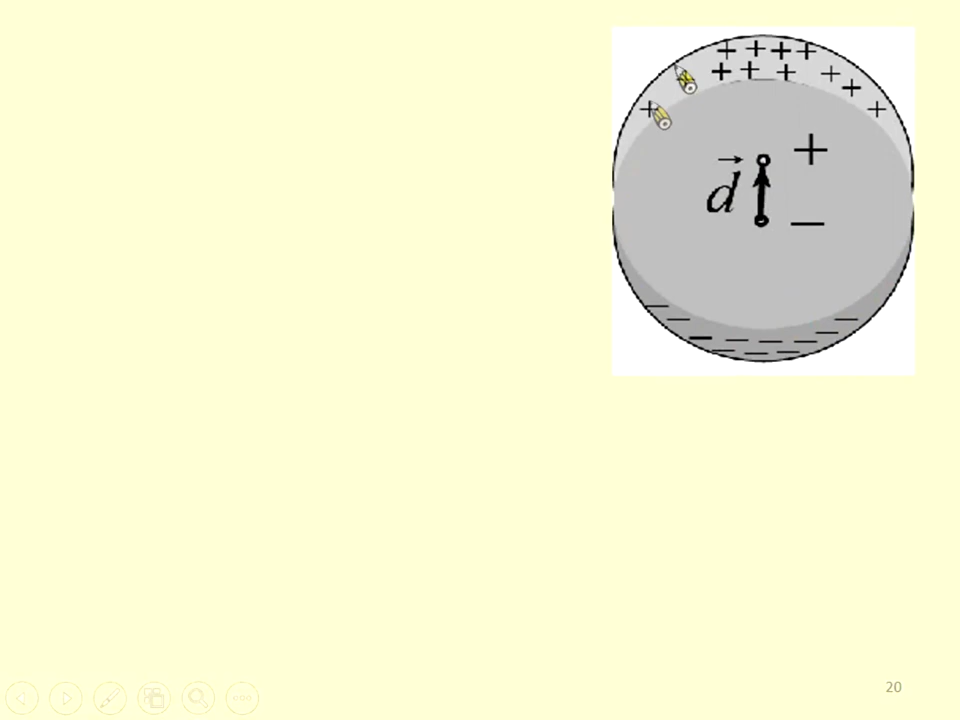 + + + +
+ + + + +
+ + +
+
d⃗
−
− − − − − − − − − − − − −
20